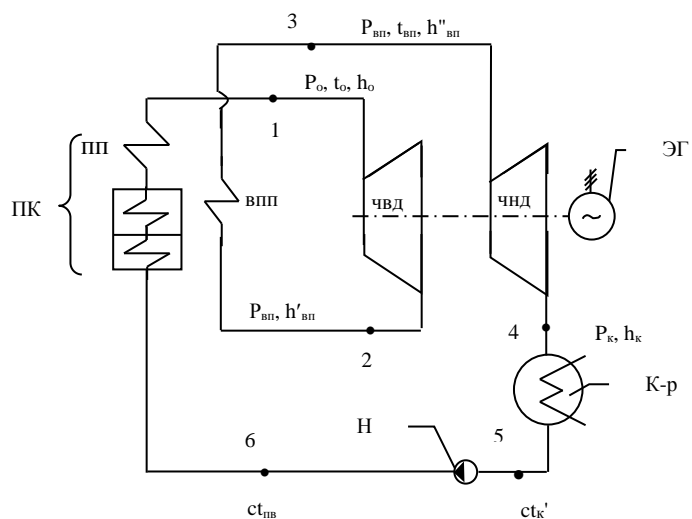 3
Pвп, tвп, h"вп
Pо, tо, hо
1
ПП
ПК
ВПП
ЧВД
ЧНД
ЭГ
~
Pвп, h′вп
2
4
Pк, hк
К-р
Н
5
6
ctпв
ctк'